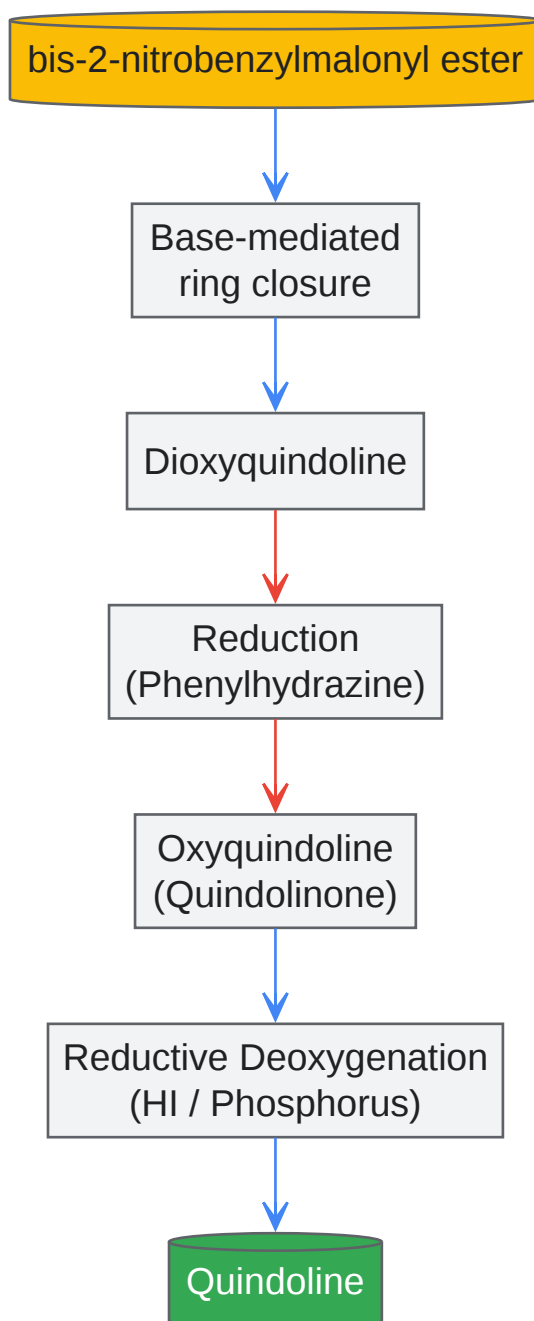 bis-2-nitrobenzylmalonyl ester
Base-mediated
ring closure
Dioxyquindoline
Reduction
(Phenylhydrazine)
Oxyquindoline
(Quindolinone)
Reductive Deoxygenation
(HI / Phosphorus)
Quindoline